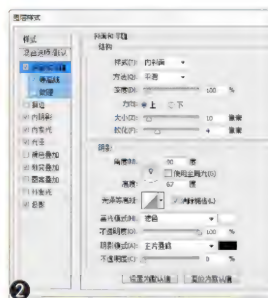 图层样式
样式
混合选项:默认
斜面和浮雕
等高线
纹理
描边
内阴影
内发光
光泽
颜色叠加
渐变叠加
图案叠加
外发光
投影
斜面和浮雕
结构
样式(T): 内斜面
方法(Q): 平滑
深度(D): 100 %
方向: 上 下
大小(Z): 10 像素
软化(F): 4 像素
阴影
角度(N): 90 度
使用全局光(G)
高度: 67 度
光泽等高线: 消除锯齿(L)
高光模式(H): 滤色
不透明度(O): 100 %
阴影模式(A): 正片叠底
不透明度(C): 0 %
设置为默认值 复位为默认值
2